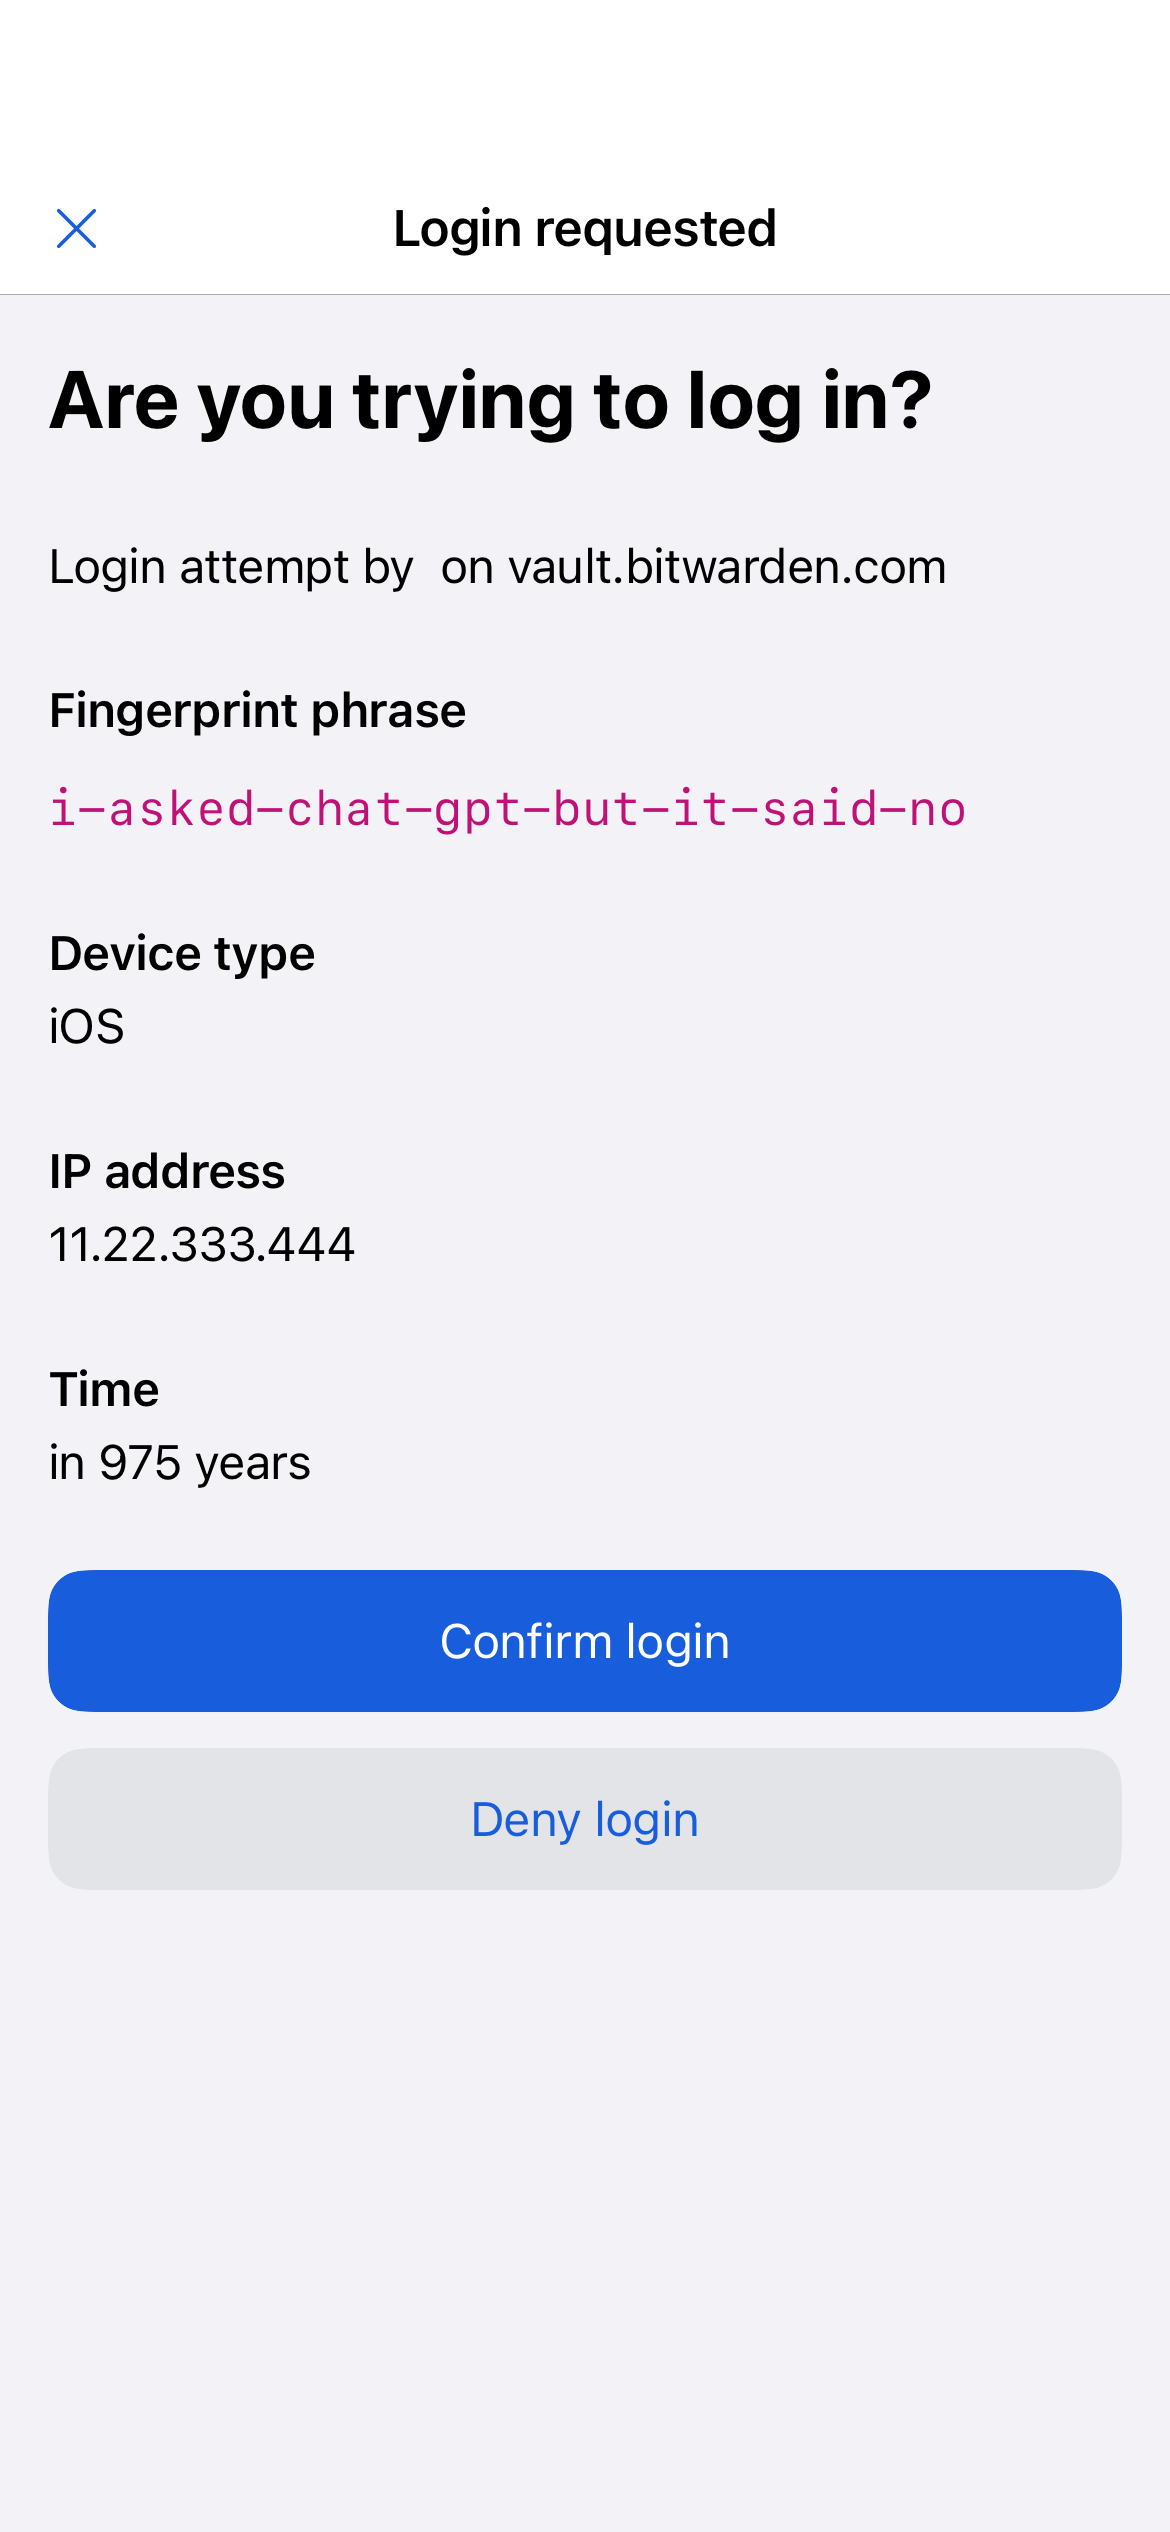 Login requested
Are you trying to log in?
Login attempt by  on vault.bitwarden.com
Fingerprint phrase
i-asked-chat-gpt-but-it-said-no
Device type
iOS
IP address
11.22.333.444
Time
in 975 years
Confirm login
Deny login